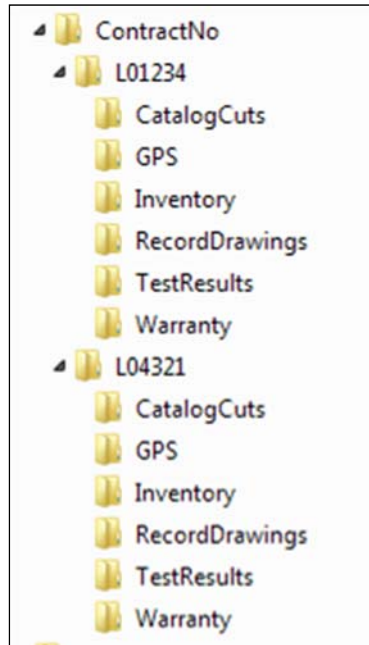 ContractNo
L01234
CatalogCuts
GPS
Inventory
RecordDrawings
TestResults
Warranty
L04321
CatalogCuts
GPS
Inventory
RecordDrawings
TestResults
Warranty